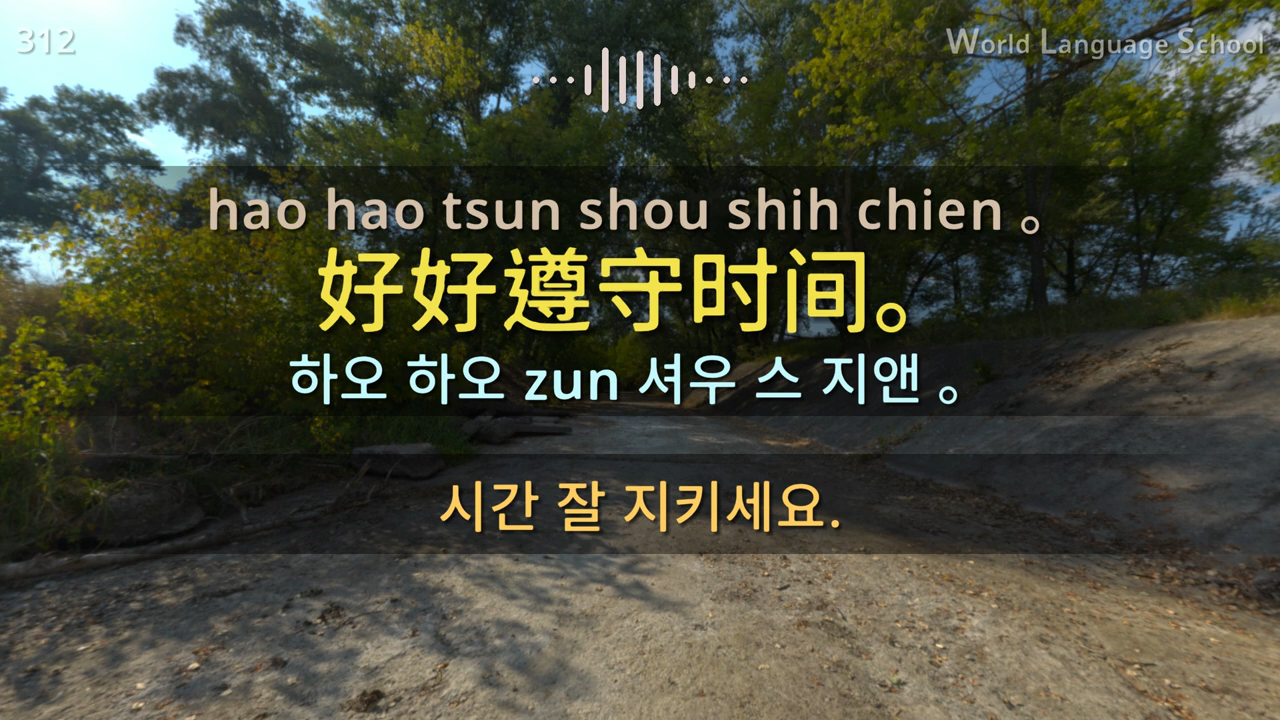 312
World Language School
hao hao tsun shou shih chien 。
好好遵守时间。
하오 하오 zun 셔우 스 지앤 。
시간 잘 지키세요.